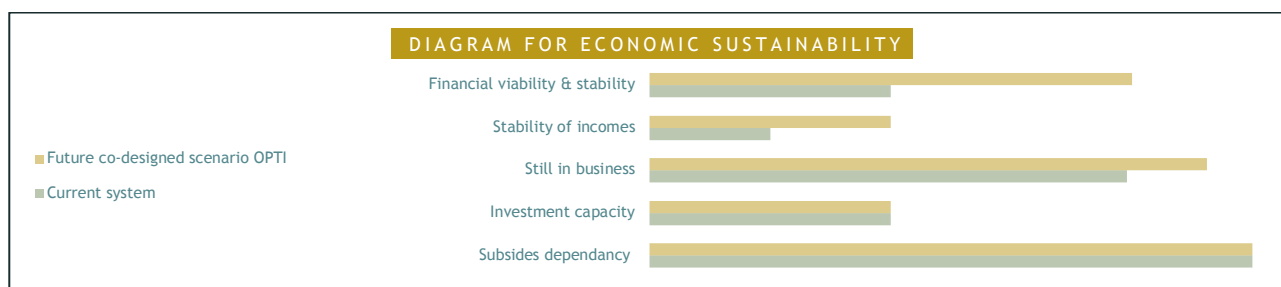 DIAGRAM FOR ECONOMIC SUSTAINABILITY
Financial viability & stability
Stability of incomes
Future co-designed scenario OPTI
Still in business
Current system
Investment capacity
Subsides dependancy